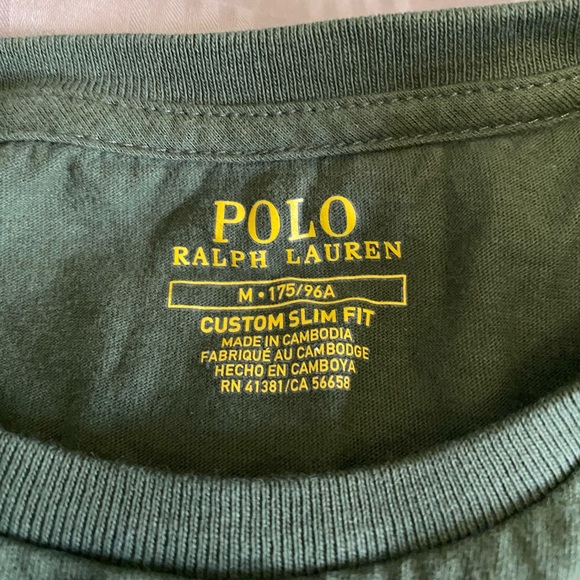 POLO
RALPH LAUREN
M • 175/96A
CUSTOM SLIM FIT
MADE IN CAMBODIA
FABRIQUÉ AU CAMBODGE
HECHO EN CAMBOYA
RN 41381/CA 56658